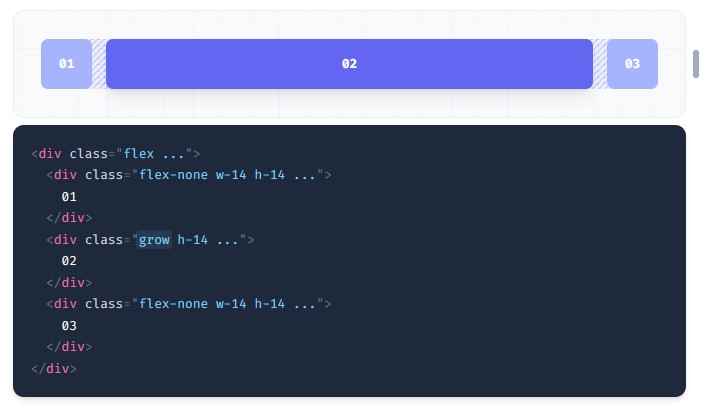 01 02 03
<div class="flex ...">
<div class="flex-none w-14 h-14 ...">
01
</div>
<div class="grow h-14 ...">
02
</div>
<div class="flex-none w-14 h-14 ...">
03
</div>
</div>